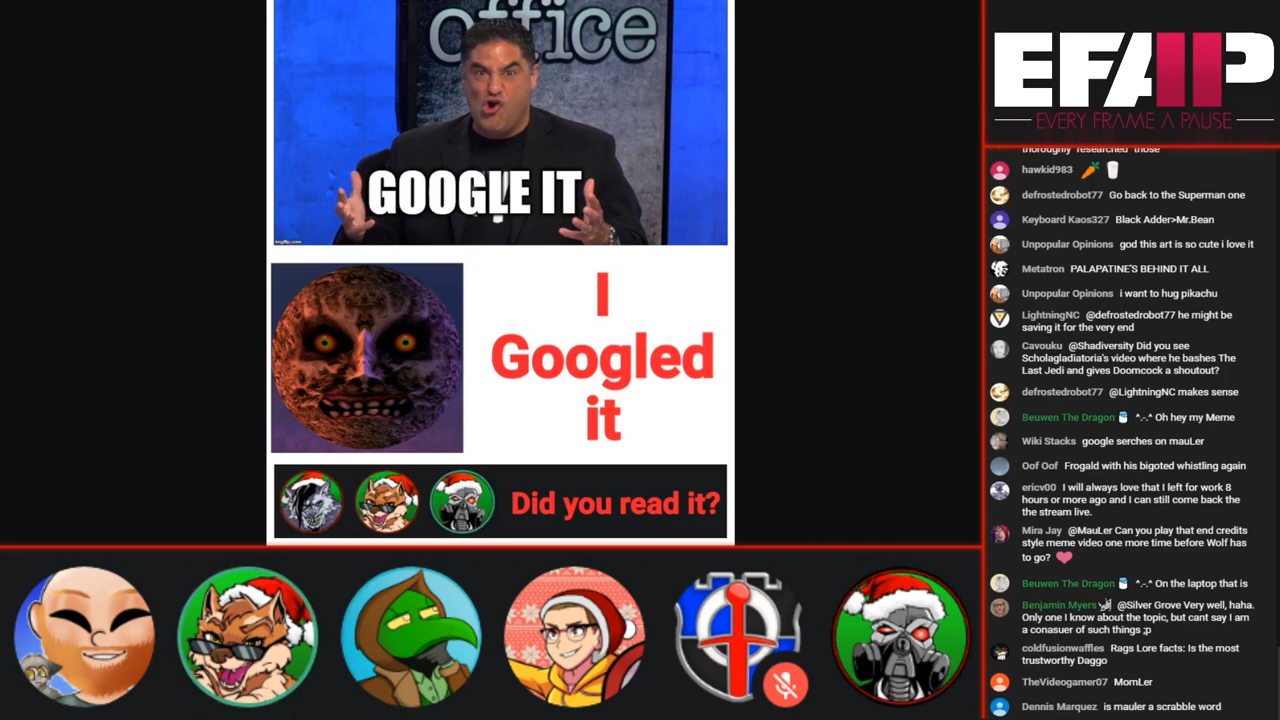 office
GOOGLE IT
imgflip.com
I
Googled
it
Did you read it?
EFAP
EVERY FRAME A PAUSE
thoroughly researched those
hawkid983 🥕 🥛
defrostedrobot77 Go back to the Superman one
Keyboard Kaos327 Black Adder>Mr.Bean
Unpopular Opinions god this art is so cute i love it
Metatron PALAPATINE'S BEHIND IT ALL
Unpopular Opinions i want to hug pikachu
LightningNC @defrostedrobot77 he might be
saving it for the very end
Cavouku @Shadiversity Did you see
Scholagladiatoria's video where he bashes The
Last Jedi and gives Doomcock a shoutout?
defrostedrobot77 @LightningNC makes sense
Beuwen The Dragon ^.-.^ Oh hey my Meme
Wiki Stacks google serches on mauLer
Oof Oof Frogald with his bigoted whistling again
ericv00 I will always love that I left for work 8
hours or more ago and I can still come back the
the stream live.
Mira Jay @MauLer Can you play that end credits
style meme video one more time before Wolf has
to go? ❤
Beuwen The Dragon ^.-.^ On the laptop that is
Benjamin Myers @Silver Grove Very well, haha.
Only one I know about the topic, but cant say I am
a conasuer of such things ;p
coldfusionwaffles Rags Lore facts: Is the most
trustworthy Daggo
TheVideogamer07 MomLer
Dennis Marquez is mauler a scrabble word